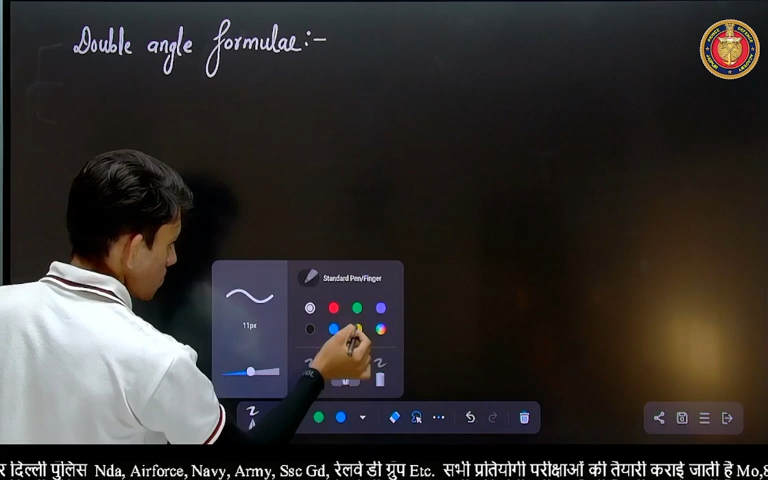 Double angle formulae:-
Standard Pen/Finger
11px
दिल्ली पुलिस Nda, Airforce, Navy, Army, Ssc Gd, रेलवे डी ग्रुप Etc. सभी प्रतियोगी परीक्षाओं की तैयारी कराई जाती है Mo,8